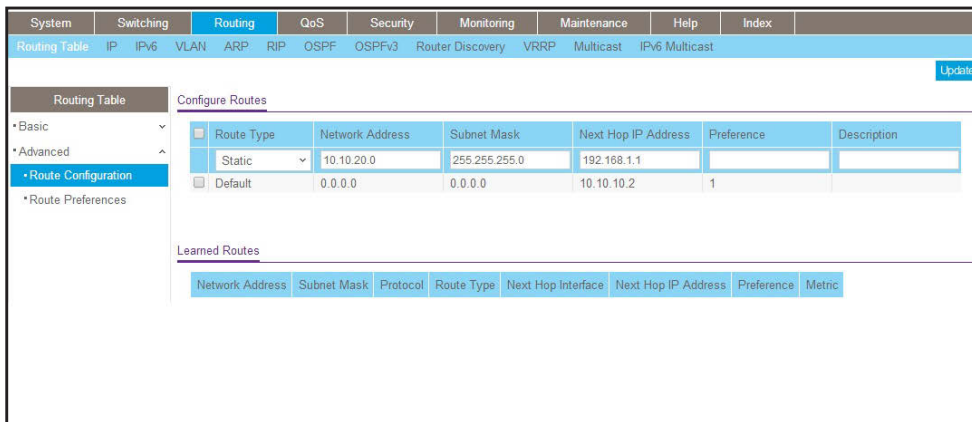 System Switching Routing QoS Security Monitoring Maintenance Help Index
Routing Table IP IPv6 VLAN ARP RIP OSPF OSPFv3 Router Discovery VRRP Multicast IPv6 Multicast
Update
Routing Table
Basic
Advanced
Route Configuration
Route Preferences
Configure Routes
Route Type Network Address Subnet Mask Next Hop IP Address Preference Description
Static 10.10.20.0 255.255.255.0 192.168.1.1
Default 0.0.0.0 0.0.0.0 10.10.10.2 1
Learned Routes
Network Address Subnet Mask Protocol Route Type Next Hop Interface Next Hop IP Address Preference Metric